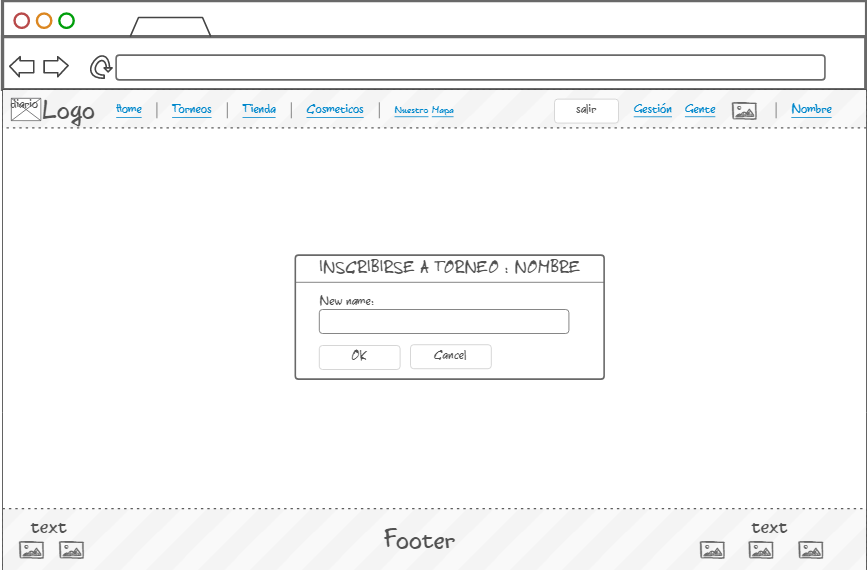 diario Logo Home | Torneos | Tienda | Cosmeticos | Nuestro Mapa salir Gestión Gente | Nombre
INSCRIBIRSE A TORNEO : NOMBRE
New name:
OK Cancel
text text
Footer